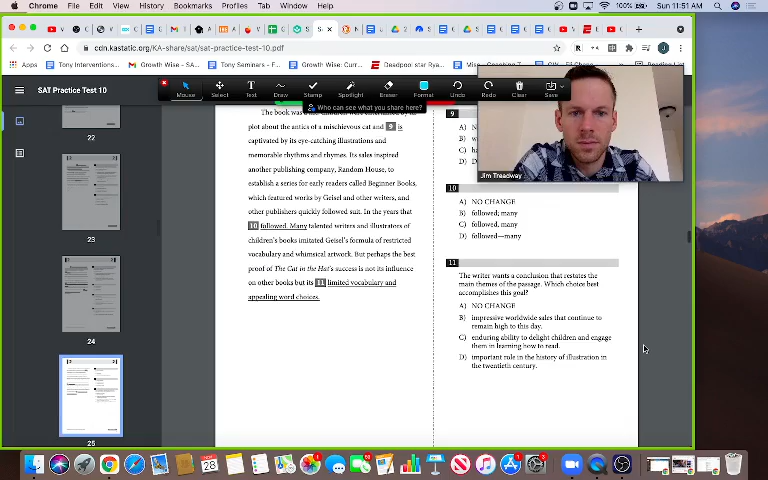 Chrome File Edit View History Bookmarks Profiles Tab Window Help
100% Sun 11:51 AM
cdn.kastatic.org/KA-share/sat/sat-practice-test-10.pdf
Apps Tony Interviews... Growth Wise - SA... Tony Seminars - F... Growth Wise... Deadpool: star Rya...
SAT Practice Test 10
Mouse Select Text Draw Stamp Spotlight Eraser Format Undo Redo Clear Save
Who can see what you share here?
Jim Treadway
22
23
24
25
plot about the antics of a mischievous cat and 9 is
captivated by its eye-catching illustrations and
memorable rhythms and rhymes. Its sales inspired
another publishing company, Random House, to
establish a series for early readers called Beginner Books,
which featured works by Geisel and other writers, and
other publishers quickly followed suit. In the years that
10 followed. Many talented writers and illustrators of
children's books imitated Geisel's formula of restricted
vocabulary and whimsical artwork. But perhaps the best
proof of The Cat in the Hat's success is not its influence
on other books but its 11 limited vocabulary and
appealing word choices.
9
10
A) NO CHANGE
B) followed; many
C) followed, many
D) followed—many
11
The writer wants a conclusion that restates the
main themes of the passage. Which choice best
accomplishes this goal?
A) NO CHANGE
B) impressive worldwide sales that continue to
remain high to this day.
C) enduring ability to delight children and engage
them in learning how to read.
D) important role in the history of illustration in
the twentieth century.
NOV
28